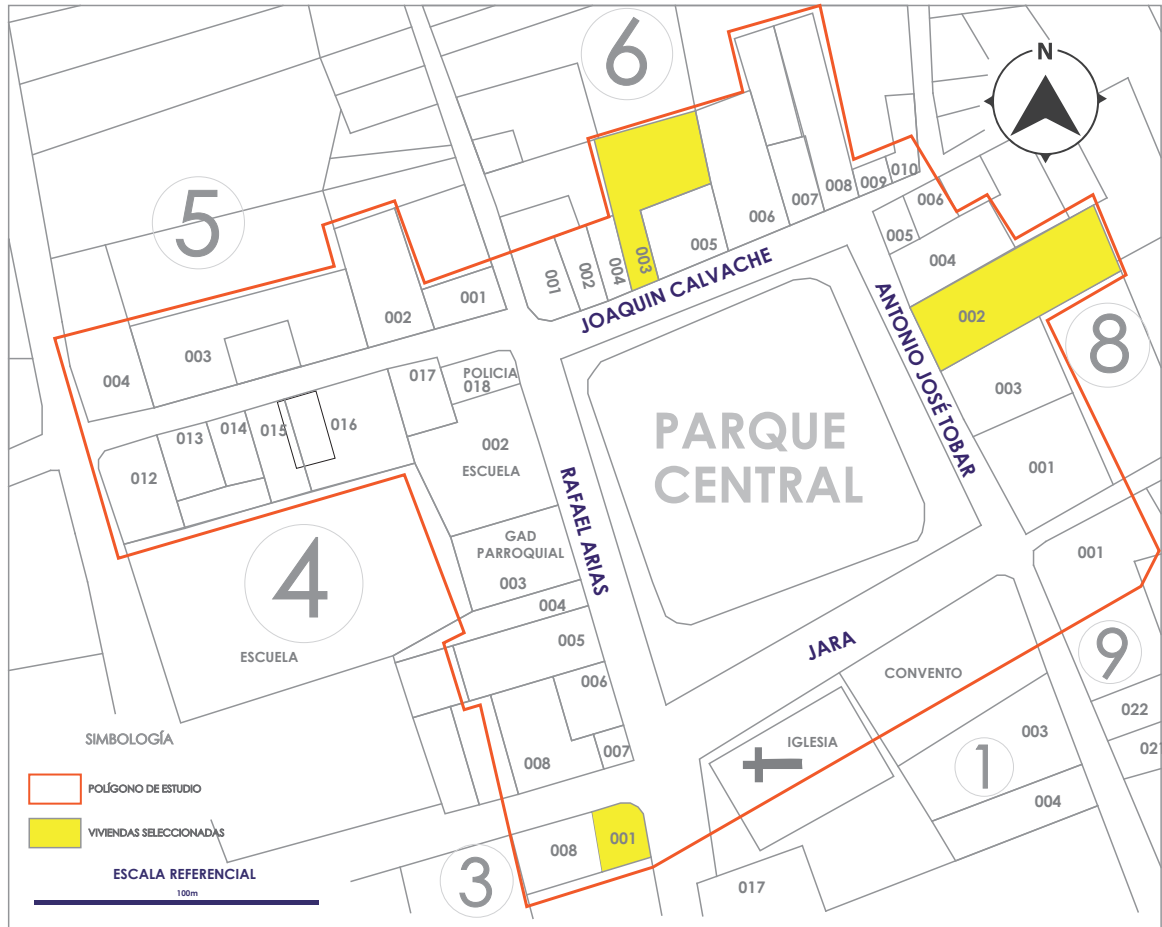 6
N
5
010
009
008
007
006
005
003
004
002
001
JOAQUIN CALVACHE
006
005
004
002
003
001
ANTONIO JOSÉ TOBAR
8
001
002
003
004
017
POLICIA
018
016
015
014
013
012
002
ESCUELA
PARQUE
CENTRAL
RAFAEL ARIAS
GAD
PARROQUIAL
003
004
005
006
007
008
4
ESCUELA
JARA
CONVENTO
IGLESIA
001
9
022
021
003
1
004
017
001
008
3
SIMBOLOGÍA
POLÍGONO DE ESTUDIO
VIVIENDAS SELECCIONADAS
ESCALA REFERENCIAL
100m